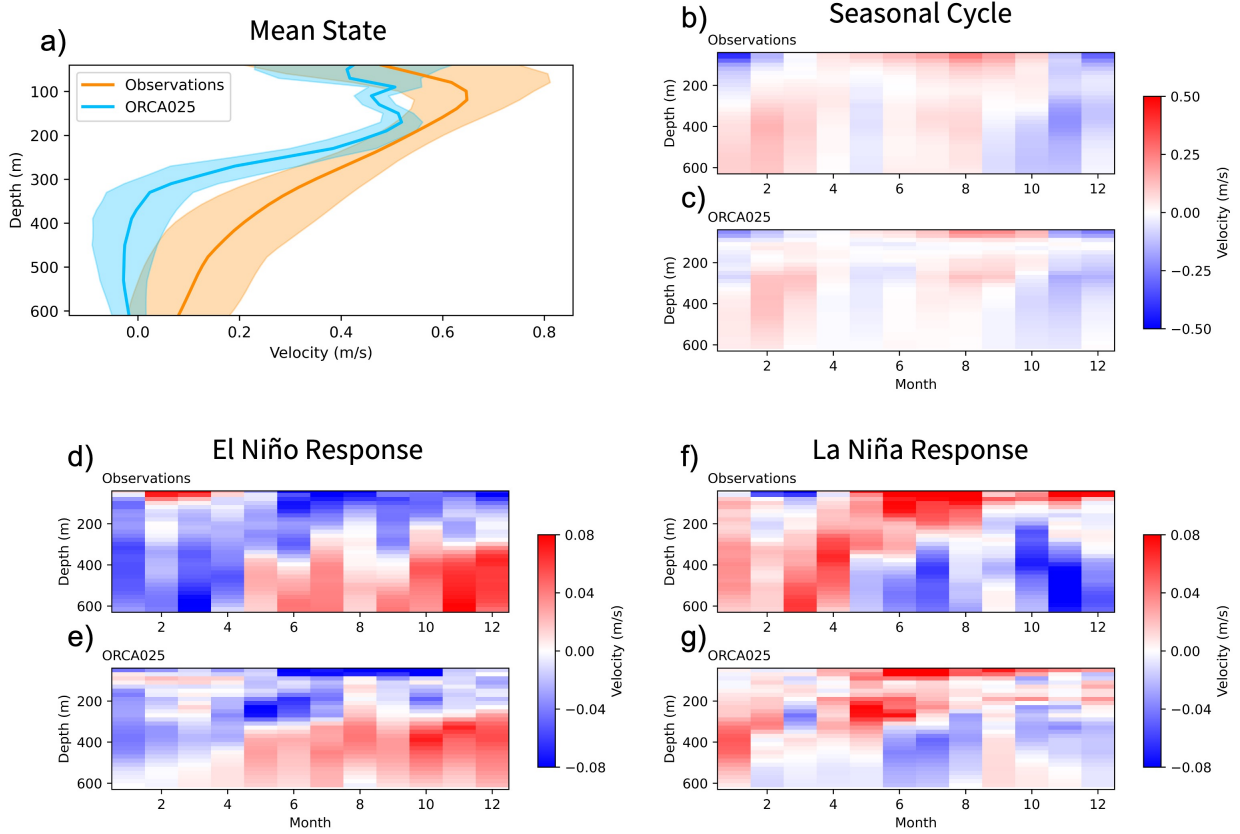 a)
Mean State
Observations
ORCA025
100
200
300
400
500
600
Depth (m)
0.0
0.2
0.4
0.6
0.8
Velocity (m/s)
b)
Seasonal Cycle
Observations
200
400
600
Depth (m)
2
4
6
8
10
12
c)
ORCA025
200
400
600
Depth (m)
2
4
6
8
10
12
Month
0.50
0.25
0.00
−0.25
−0.50
Velocity (m/s)
d)
El Niño Response
Observations
200
400
600
Depth (m)
2
4
6
8
10
12
e)
ORCA025
200
400
600
Depth (m)
2
4
6
8
10
12
Month
0.08
0.04
0.00
−0.04
−0.08
Velocity (m/s)
f)
La Niña Response
Observations
200
400
600
Depth (m)
2
4
6
8
10
12
g)
ORCA025
200
400
600
Depth (m)
2
4
6
8
10
12
Month
0.08
0.04
0.00
−0.04
−0.08
Velocity (m/s)